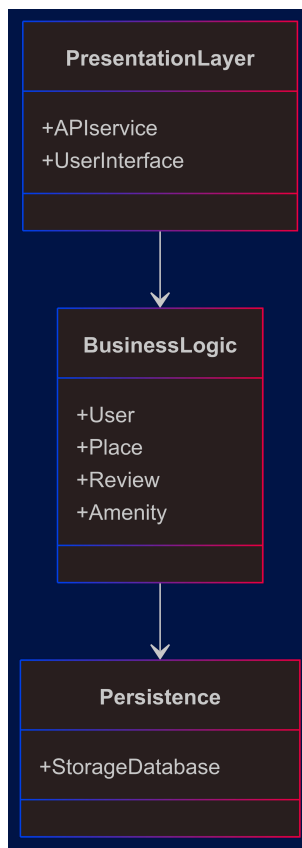 PresentationLayer
+APIservice
+UserInterface
BusinessLogic
+User
+Place
+Review
+Amenity
Persistence
+StorageDatabase